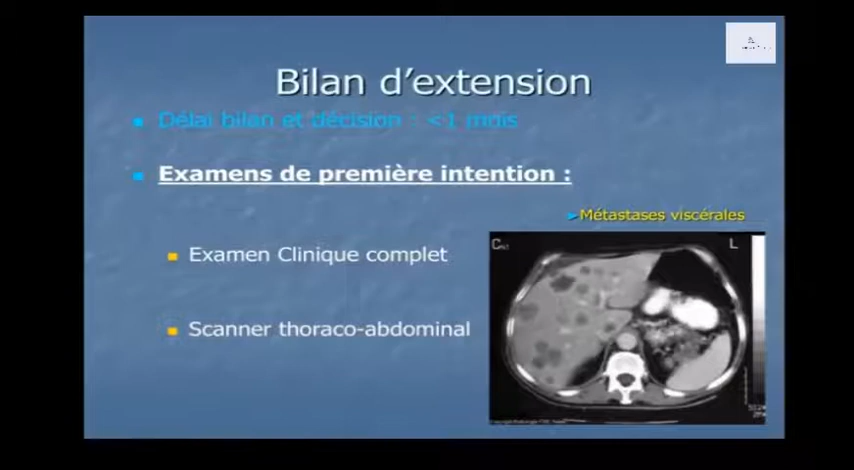 Bilan d'extension
Délai bilan et décision : <1 mois
Examens de première intention :
Métastases viscérales
Examen Clinique complet
Scanner thoraco-abdominal
L